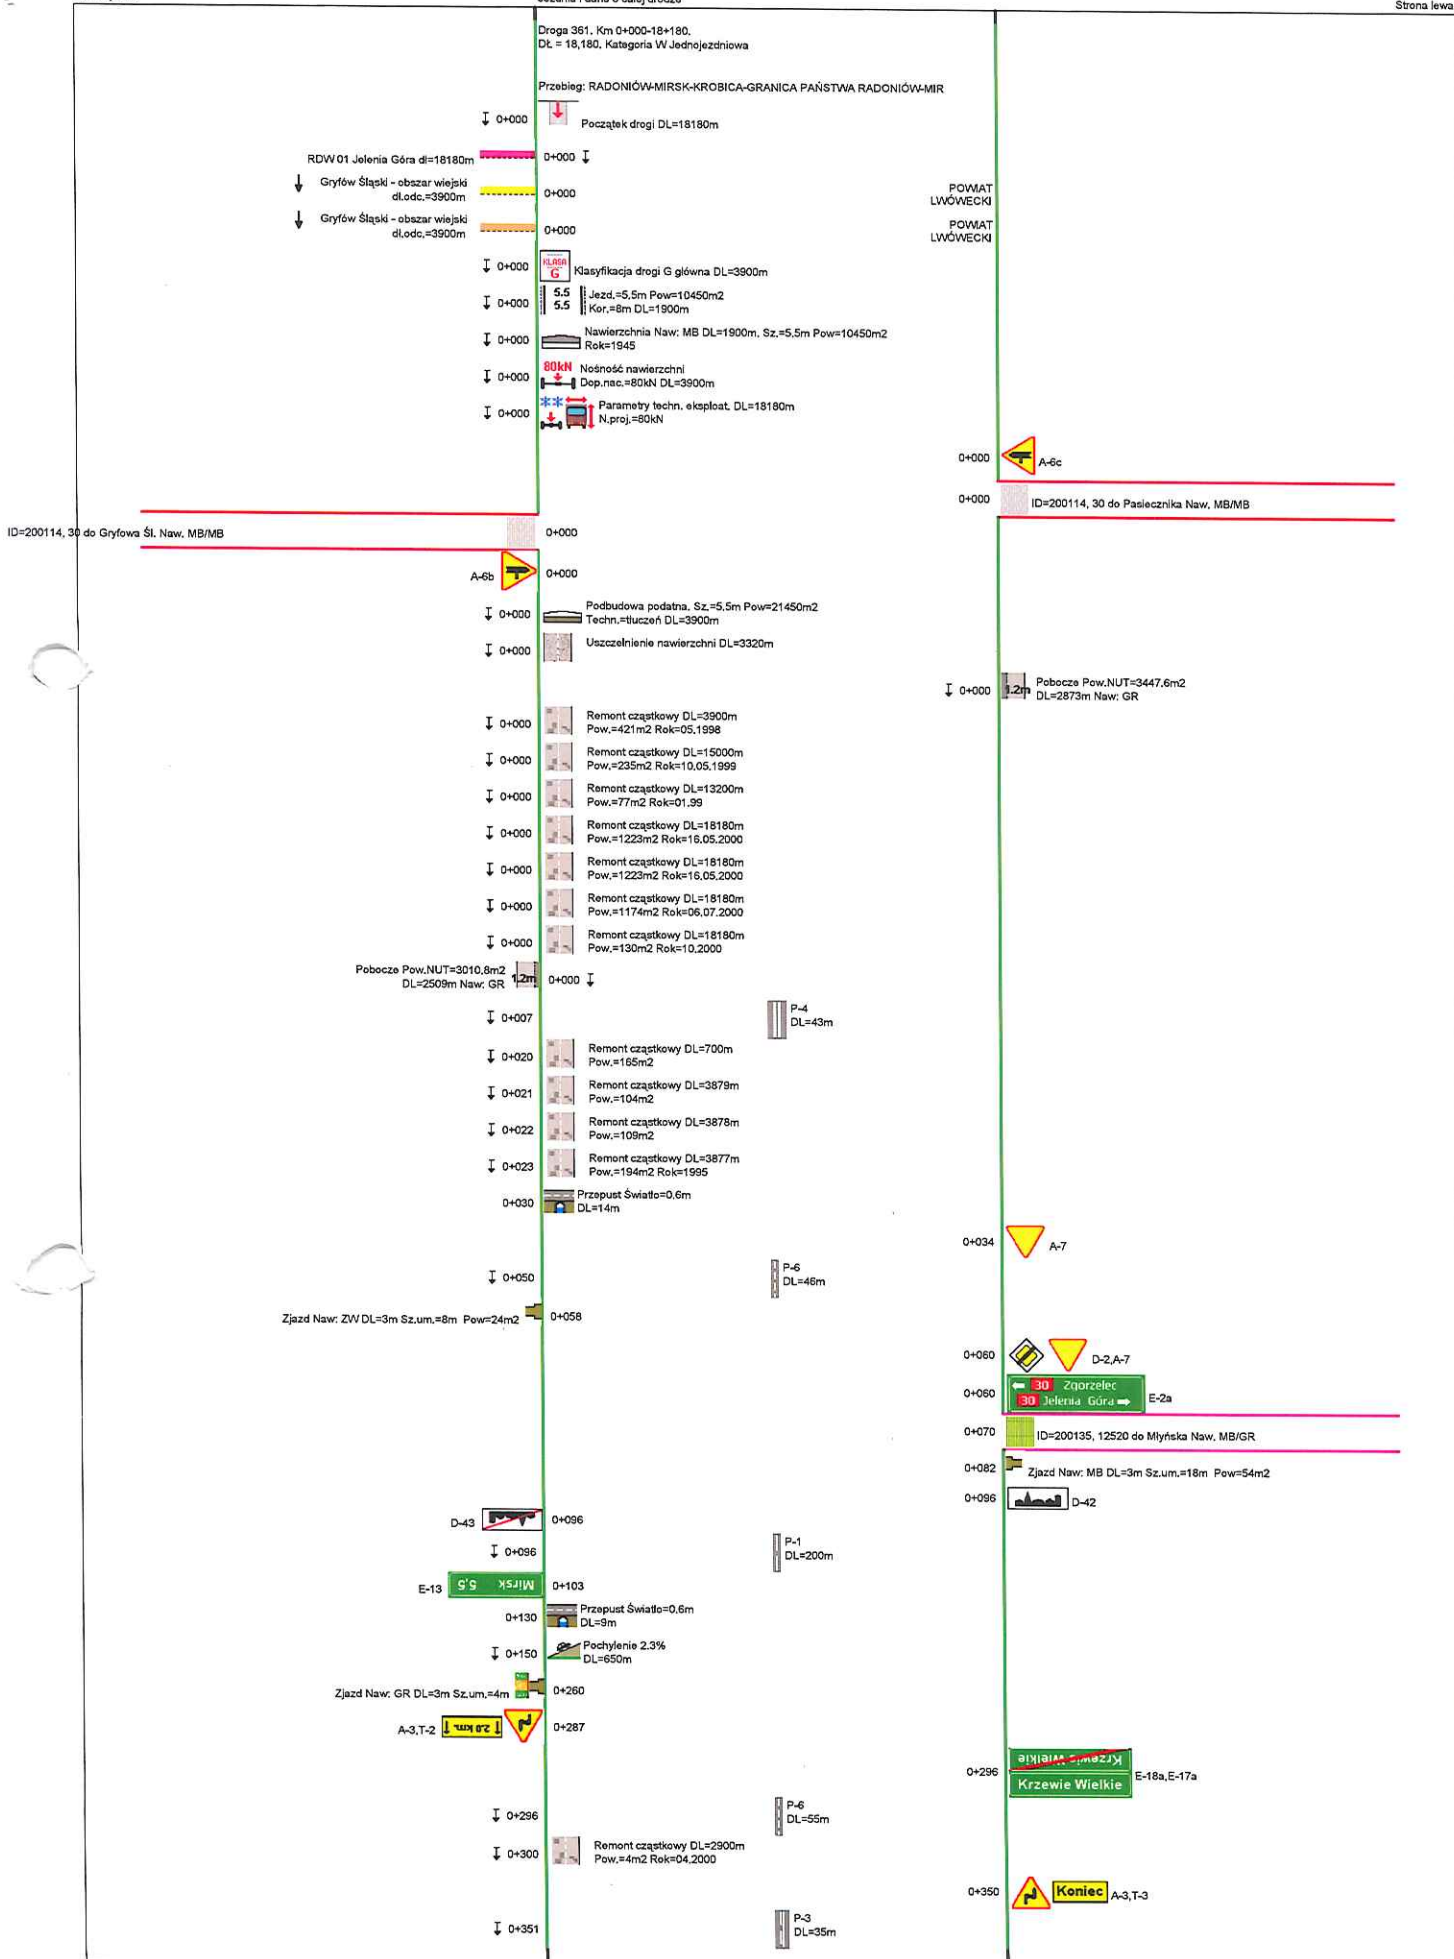 Strona lewa
Droga 361. Km 0+000-18+180.
DŁ = 18,180. Kategoria W Jednojezdniowa
Przebieg: RADONIÓW-MIRSK-KROBICA-GRANICA PAŃSTWA RADONIÓW-MIR
0+000
Początek drogi DL=18180m
RDW 01 Jelenia Góra dł=18180m
0+000
Gryfów Śląski - obszar wiejski
dł.odc.=3900m
0+000
POWIAT
LWÓWECKI
Gryfów Śląski - obszar wiejski
dł.odc.=3900m
0+000
POWIAT
LWÓWECKI
0+000
KLASA
G
Klasyfikacja drogi G główna DL=3900m
0+000
5.5
5.5
Jezd.=5,5m Pow=10450m2
Kor.=8m DL=1900m
0+000
Nawierzchnia Naw: MB DL=1900m, Sz.=5,5m Pow=10450m2
Rok=1945
0+000
80kN
Nośność nawierzchni
Dop.nac.=80kN DL=3900m
0+000
Parametry techn. eksploat. DL=18180m
N.proj.=80kN
0+000
A-6c
0+000
ID=200114, 30 do Pasiecznika Naw. MB/MB
ID=200114, 30 do Gryfowa Śl. Naw. MB/MB
0+000
A-6b
0+000
0+000
Podbudowa podatna. Sz.=5,5m Pow=21450m2
Techn.=tłuczeń DL=3900m
0+000
Uszczelnienie nawierzchni DL=3320m
0+000
1.2m
Pobocze Pow.NUT=3447,6m2
DL=2873m Naw: GR
0+000
Remont cząstkowy DL=3900m
Pow.=421m2 Rok=05.1998
0+000
Remont cząstkowy DL=15000m
Pow.=235m2 Rok=10.05.1999
0+000
Remont cząstkowy DL=13200m
Pow.=77m2 Rok=01.99
0+000
Remont cząstkowy DL=18180m
Pow.=1223m2 Rok=16.05.2000
0+000
Remont cząstkowy DL=18180m
Pow.=1223m2 Rok=16.05.2000
0+000
Remont cząstkowy DL=18180m
Pow.=1174m2 Rok=06.07.2000
0+000
Remont cząstkowy DL=18180m
Pow.=130m2 Rok=10.2000
Pobocze Pow.NUT=3010,8m2
DL=2509m Naw: GR
1.2m
0+000
0+007
P-4
DL=43m
0+020
Remont cząstkowy DL=700m
Pow.=165m2
0+021
Remont cząstkowy DL=3879m
Pow.=104m2
0+022
Remont cząstkowy DL=3878m
Pow.=109m2
0+023
Remont cząstkowy DL=3877m
Pow.=194m2 Rok=1995
0+030
Przepust Światło=0,6m
DL=14m
0+034
A-7
0+050
P-6
DL=46m
Zjazd Naw: ZW DL=3m Sz.um.=8m Pow=24m2
0+058
0+060
D-2,A-7
0+060
30 Zgorzelec
30 Jelenia Góra
E-2a
0+070
ID=200135, 12520 do Młyńska Naw. MB/GR
0+082
Zjazd Naw: MB DL=3m Sz.um.=18m Pow=54m2
0+096
D-42
D-43
0+096
0+096
P-1
DL=200m
E-13
Mirsk 5,5
0+103
0+130
Przepust Światło=0,6m
DL=9m
0+150
Pochylenie 2.3%
DL=650m
Zjazd Naw: GR DL=3m Sz.um.=4m
0+260
A-3,T-2
2.0 km.
0+287
0+296
Krzewie Wielkie
Krzewie Wielkie
E-18a,E-17a
0+296
P-6
DL=55m
0+300
Remont cząstkowy DL=2900m
Pow.=4m2 Rok=04.2000
0+350
Koniec
A-3,T-3
0+351
P-3
DL=35m